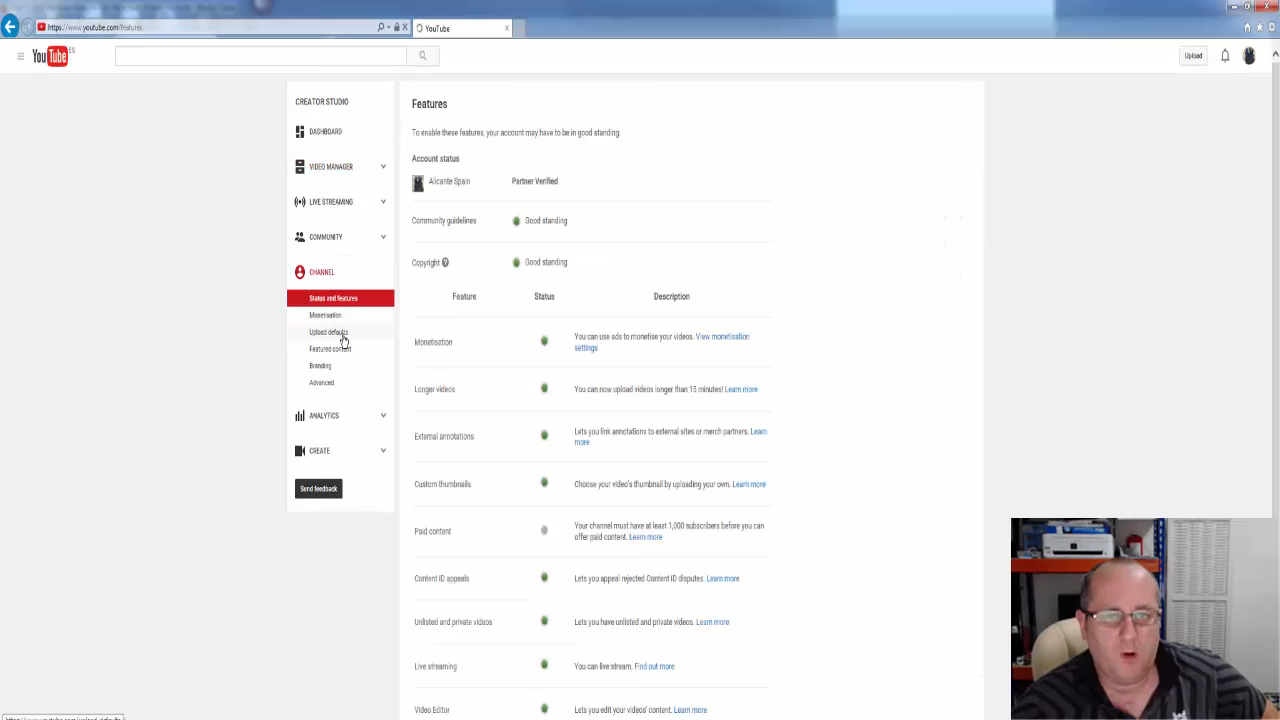 https://www.youtube.com/features
YouTube
YouTube ES
Upload
CREATOR STUDIO
DASHBOARD
VIDEO MANAGER
LIVE STREAMING
COMMUNITY
CHANNEL
Status and features
Monetisation
Upload defaults
Featured content
Branding
Advanced
ANALYTICS
CREATE
Send feedback
Features
To enable these features, your account may have to be in good standing.
Account status
Alicante Spain Partner Verified
Community guidelines Good standing
Copyright ? Good standing
Feature Status Description
Monetisation You can use ads to monetise your videos. View monetisation
settings
Longer videos You can now upload videos longer than 15 minutes! Learn more
External annotations Lets you link annotations to external sites or merch partners. Learn
more
Custom thumbnails Choose your video's thumbnail by uploading your own. Learn more
Paid content Your channel must have at least 1,000 subscribers before you can
offer paid content. Learn more
Content ID appeals Lets you appeal rejected Content ID disputes. Learn more
Unlisted and private videos Lets you have unlisted and private videos. Learn more
Live streaming You can live stream. Find out more
Video Editor Lets you edit your videos' content. Learn more